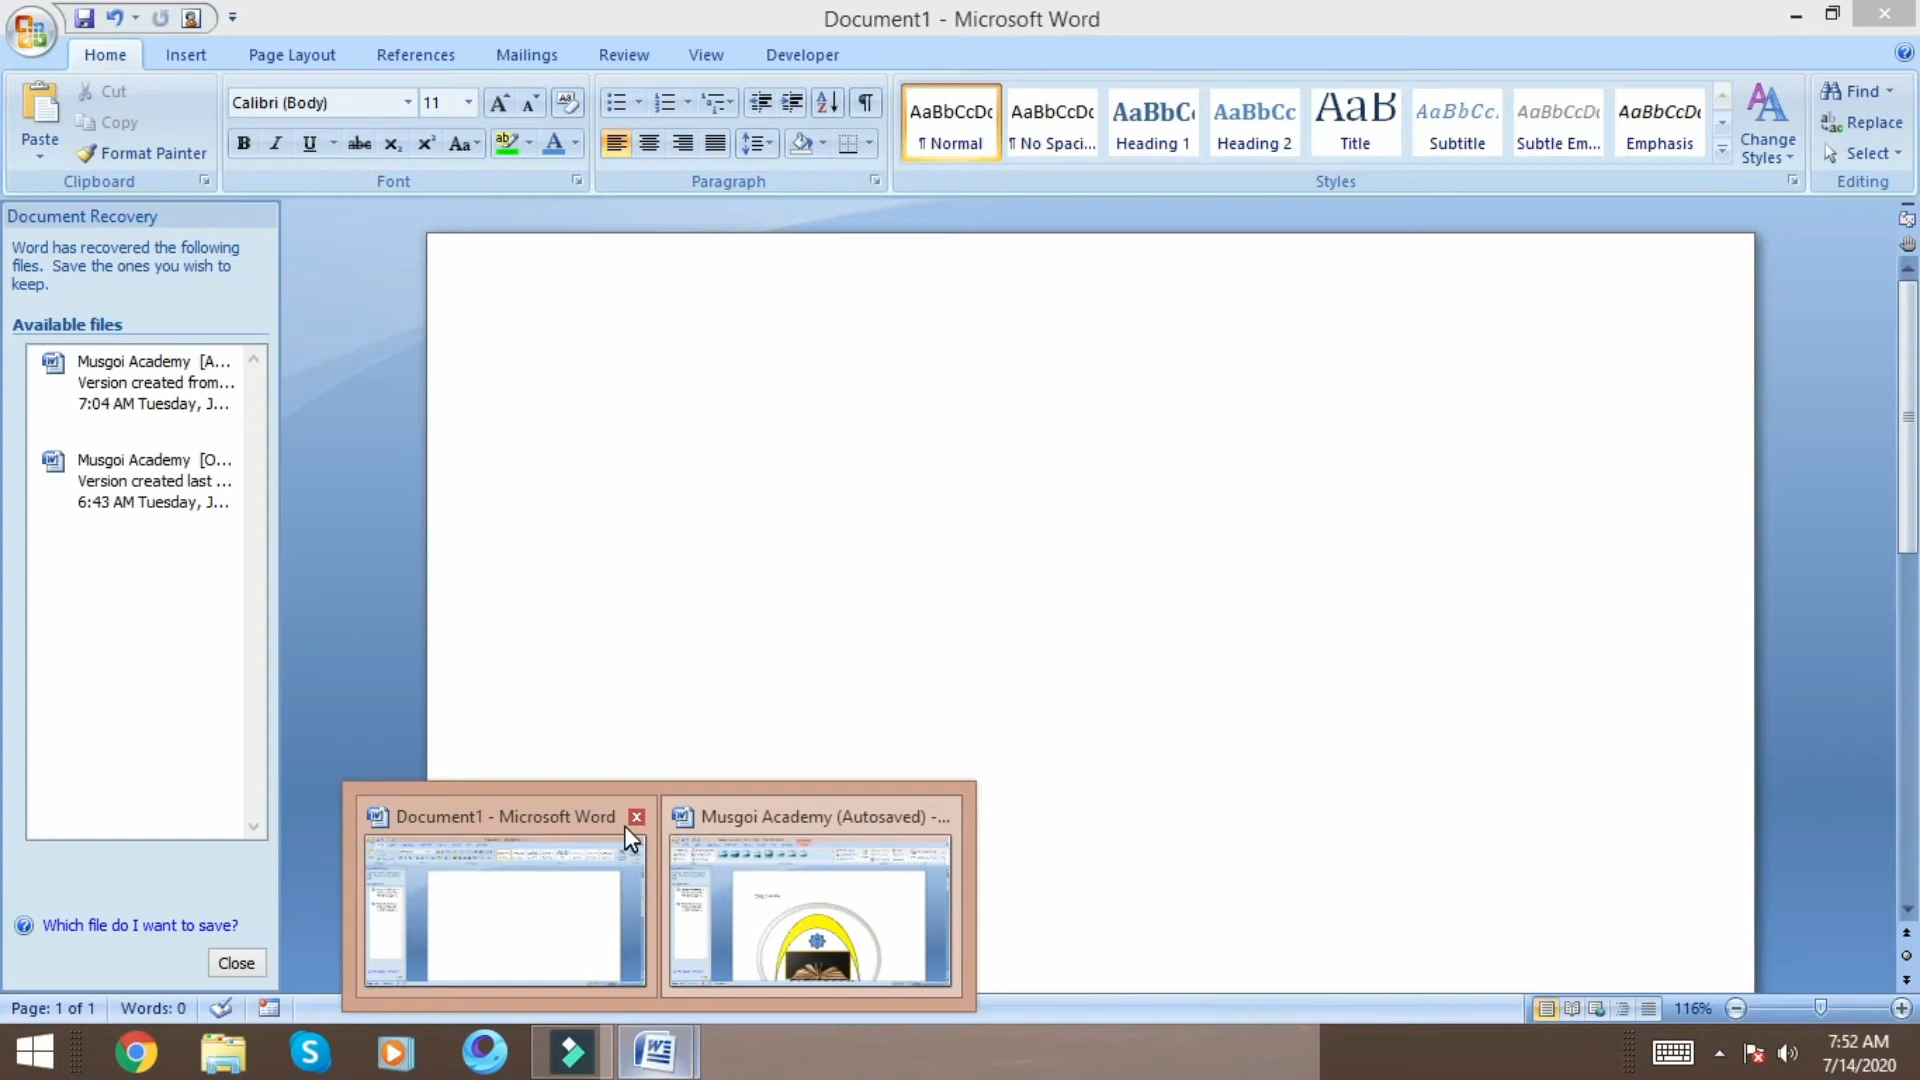 Document1 - Microsoft Word
Home Insert Page Layout References Mailings Review View Developer
Paste
Cut
Copy
Format Painter
Clipboard
Calibri (Body) 11
Font
Paragraph
AaBbCcDc AaBbCcDc AaBbC AaBbCc AaB AaBbCc. AaBbCcDc AaBbCcDc
¶ Normal ¶ No Spaci... Heading 1 Heading 2 Title Subtitle Subtle Em... Emphasis
Change
Styles
Styles
Find
Replace
Select
Editing
Document Recovery
Word has recovered the following
files. Save the ones you wish to
keep.
Available files
Musgoi Academy [A...
Version created from...
7:04 AM Tuesday, J...
Musgoi Academy [O...
Version created last ...
6:43 AM Tuesday, J...
Which file do I want to save?
Close
Document1 - Microsoft Word
Musgoi Academy (Autosaved) -...
Page: 1 of 1 Words: 0
116%
7:52 AM
7/14/2020